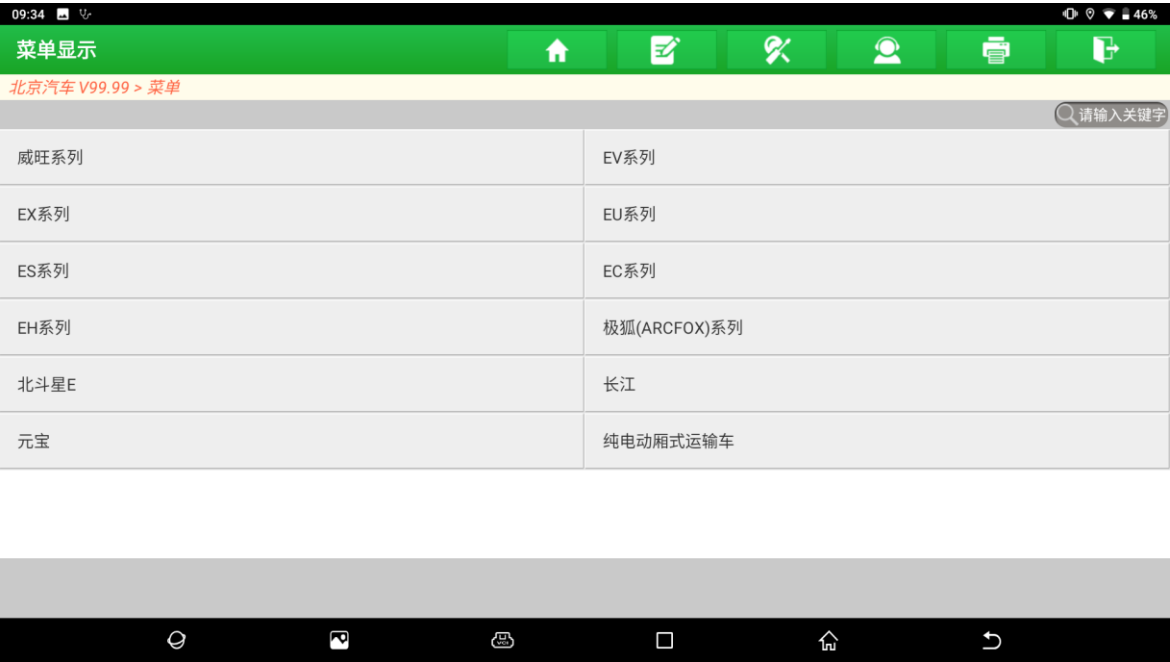 09:34
46%
菜单显示
北京汽车 V99.99 > 菜单
请输入关键字
威旺系列
EV系列
EX系列
EU系列
ES系列
EC系列
EH系列
极狐(ARCFOX)系列
北斗星E
长江
元宝
纯电动厢式运输车
VCI